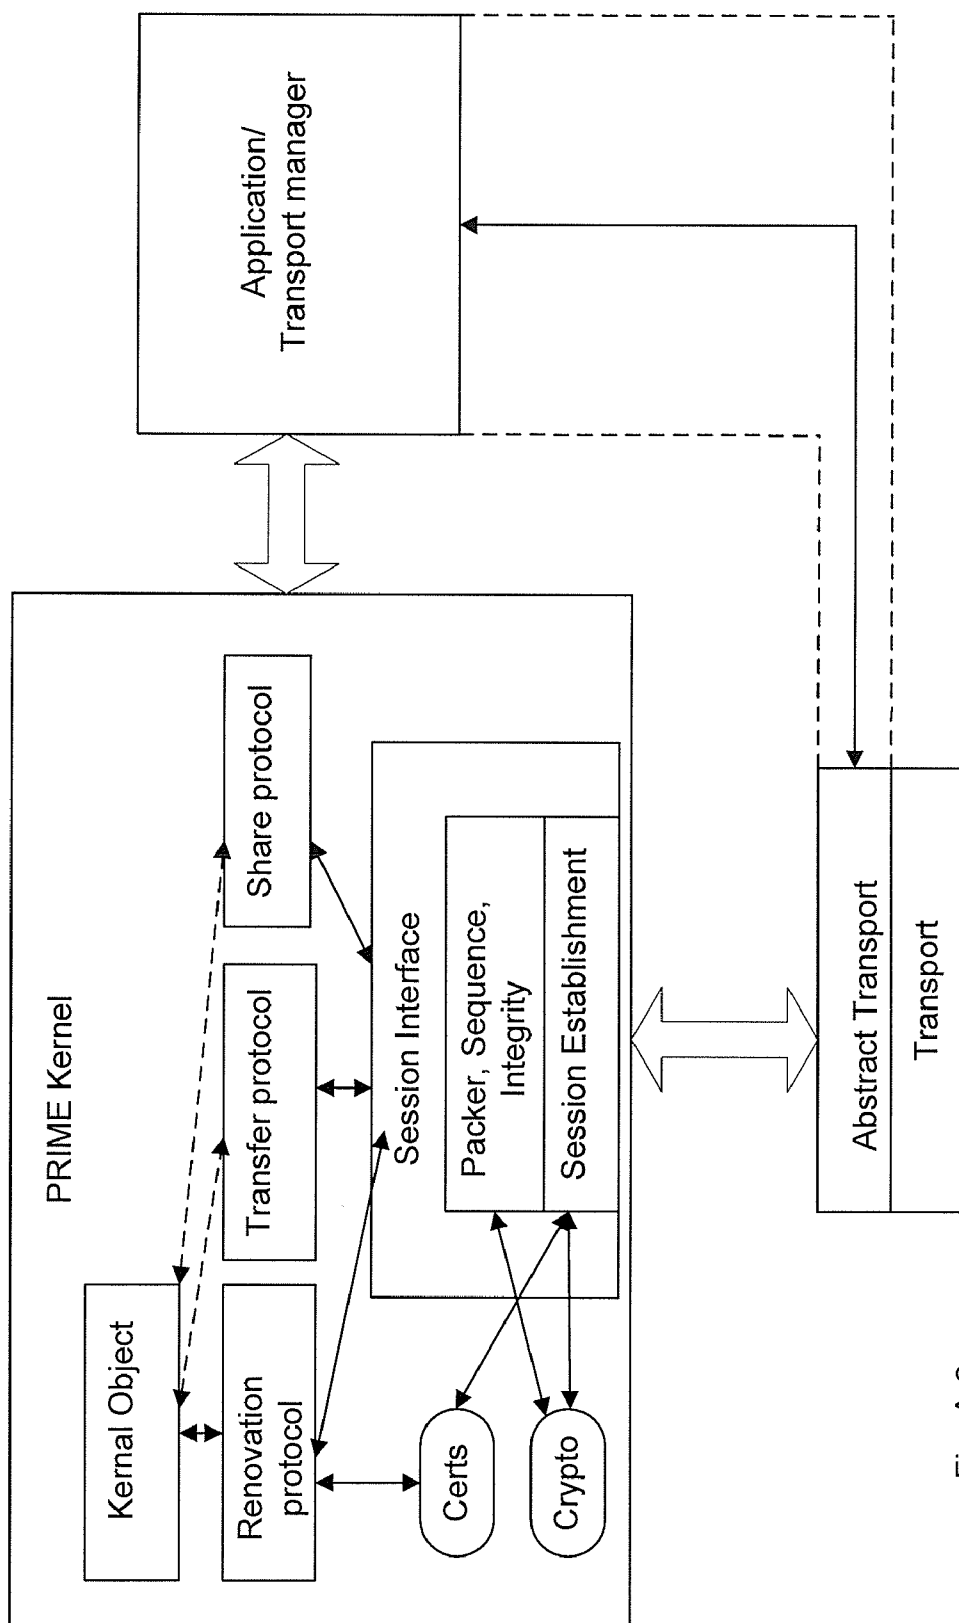 PRIME Kernel
Kernal Object
Renovation
protocol
Transfer protocol
Share protocol
Session Interface
Packer, Sequence,
Integrity
Session Establishment
Certs
Crypto
Application/
Transport manager
Abstract Transport
Transport